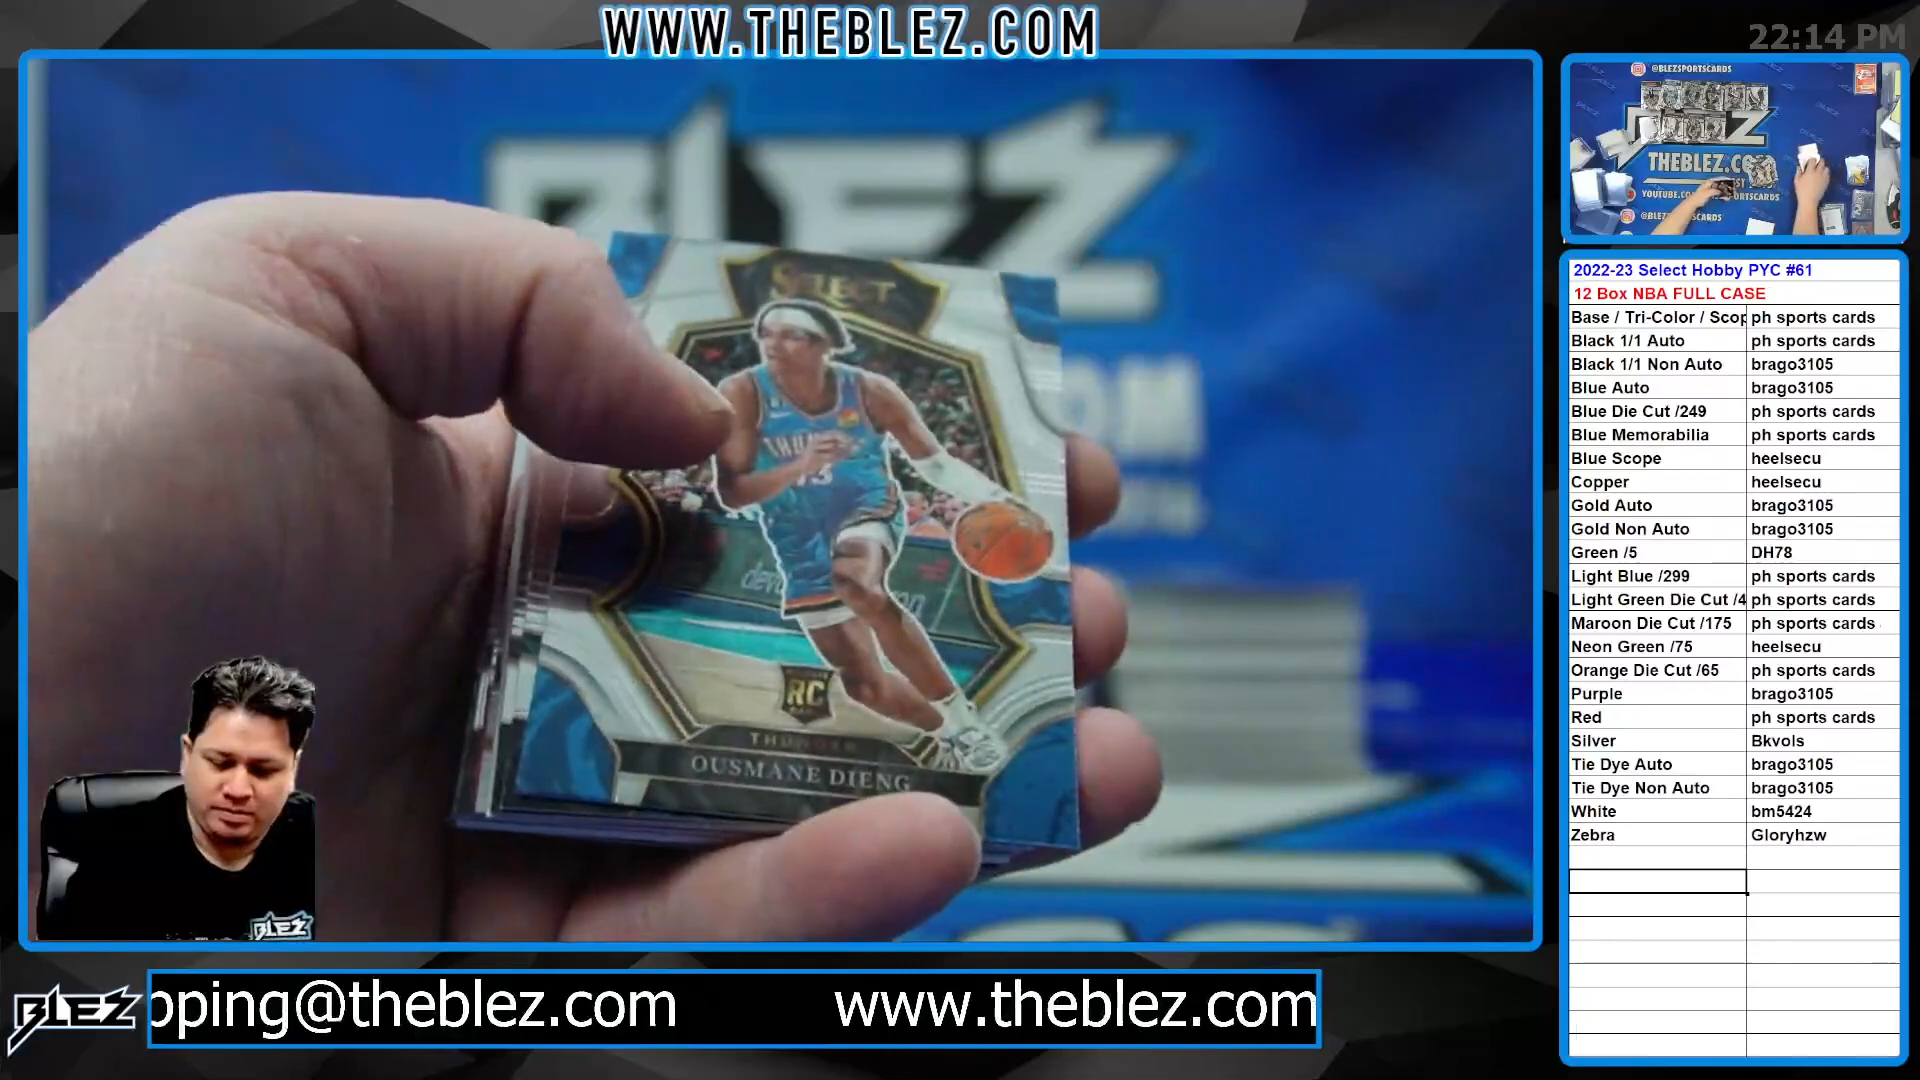 WWW.THEBLEZ.COM
22:14 PM
BLEZ
SELECT
THUNDER
RC
THUNDER
OUSMANE DIENG
BLEZ
@BLEZSPORTSCARDS
THEBLEZ.CO
2022-23 Select Hobby PYC #61
12 Box NBA FULL CASE
Base / Tri-Color / Scop ph sports cards
Black 1/1 Auto ph sports cards
Black 1/1 Non Auto brago3105
Blue Auto brago3105
Blue Die Cut /249 ph sports cards
Blue Memorabilia ph sports cards
Blue Scope heelsecu
Copper heelsecu
Gold Auto brago3105
Gold Non Auto brago3105
Green /5 DH78
Light Blue /299 ph sports cards
Light Green Die Cut /4 ph sports cards
Maroon Die Cut /175 ph sports cards
Neon Green /75 heelsecu
Orange Die Cut /65 ph sports cards
Purple brago3105
Red ph sports cards
Silver Bkvols
Tie Dye Auto brago3105
Tie Dye Non Auto brago3105
White bm5424
Zebra Gloryhzw
BLEZ
pping@theblez.com www.theblez.com